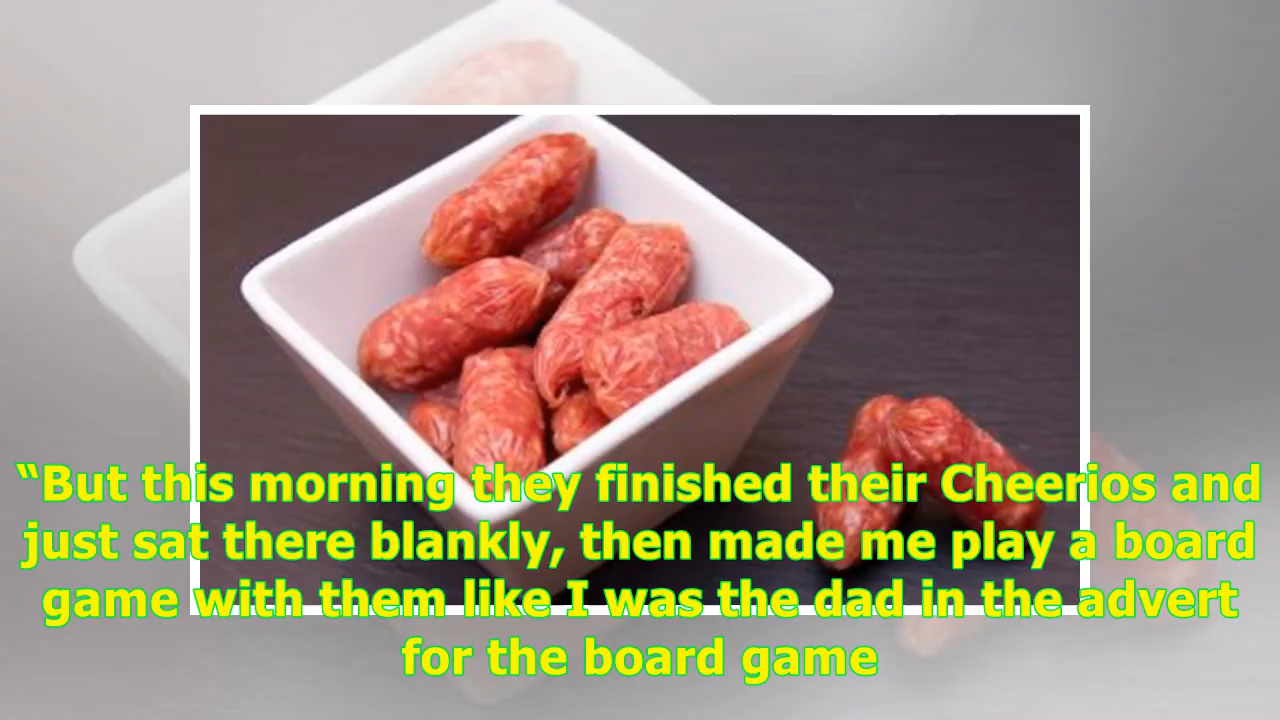 “But this morning they finished their Cheerios and
just sat there blankly, then made me play a board
game with them like I was the dad in the advert
for the board game